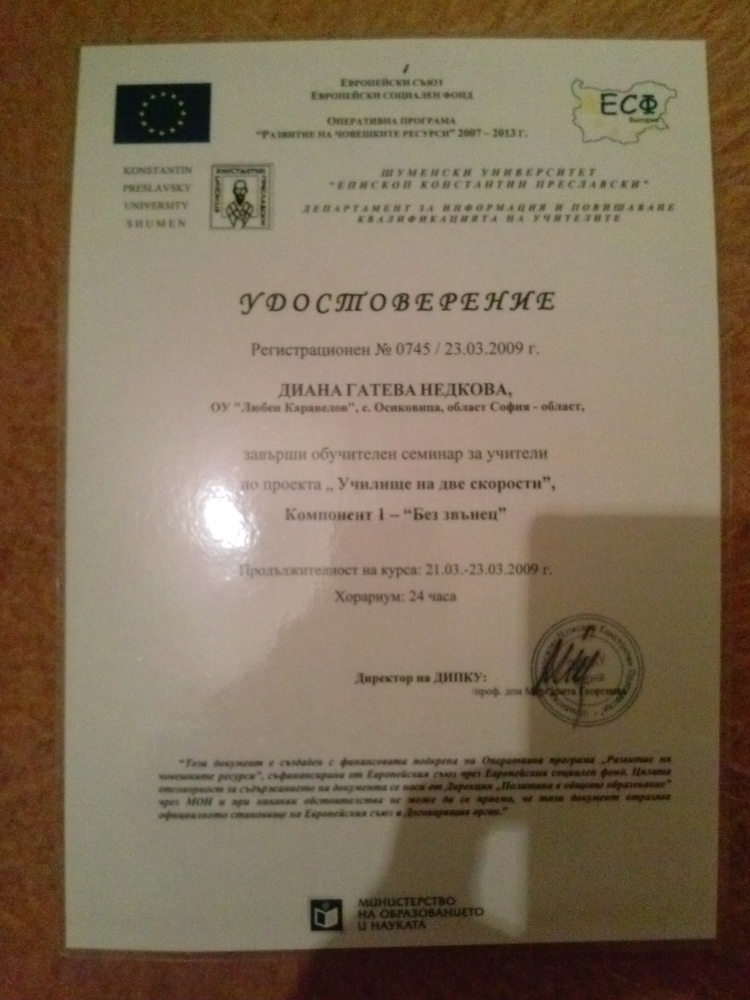 ЕВРОПЕЙСКИ СЪЮЗ
ЕВРОПЕЙСКИ СОЦИАЛЕН ФОНД
ОПЕРАТИВНА ПРОГРАМА
“РАЗВИТИЕ НА ЧОВЕШКИТЕ РЕСУРСИ” 2007 – 2013 Г.
ЕСФ
България
KONSTANTIN
PRESLAVSKY
UNIVERSITY
SHUMEN
КОНСТАНТИН
ПРЕСЛАВСКИ
ЕПИСКОП
ШУМЕНСКИ УНИВЕРСИТЕТ
“ЕПИСКОП КОНСТАНТИН ПРЕСЛАВСКИ”
ДЕПАРТАМЕНТ ЗА ИНФОРМАЦИЯ И ПОВИШАВАНЕ
КВАЛИФИКАЦИЯТА НА УЧИТЕЛИТЕ
УДОСТОВЕРЕНИЕ
Регистрационен № 0745 / 23.03.2009 г.
ДИАНА ГАТЕВА НЕДКОВА,
ОУ "Любен Каравелов", с. Осиковица, област София - област,
завърши обучителен семинар за учители
по проекта „ Училище на две скорости”,
Компонент 1 – “Без звънец”
Продължителност на курса: 21.03.-23.03.2009 г.
Хорариум: 24 часа
Директор на ДИПКУ:
/проф. дпн Маргарита Георгиева
“Този документ е създаден с финансовата подкрепа на Оперативна програма „Развитие на
човешките ресурси”, съфинансирана от Европейския съюз чрез Европейския социален фонд. Цялата
отговорност за съдържанието на документа се носи от Дирекция „Политика в общото образование”
чрез МОН и при никакви обстоятелства не може да се приема, че този документ отразява
официалното становище на Европейския съюз и Договарящия орган.”
МИНИСТЕРСТВО
НА ОБРАЗОВАНИЕТО
И НАУКАТА